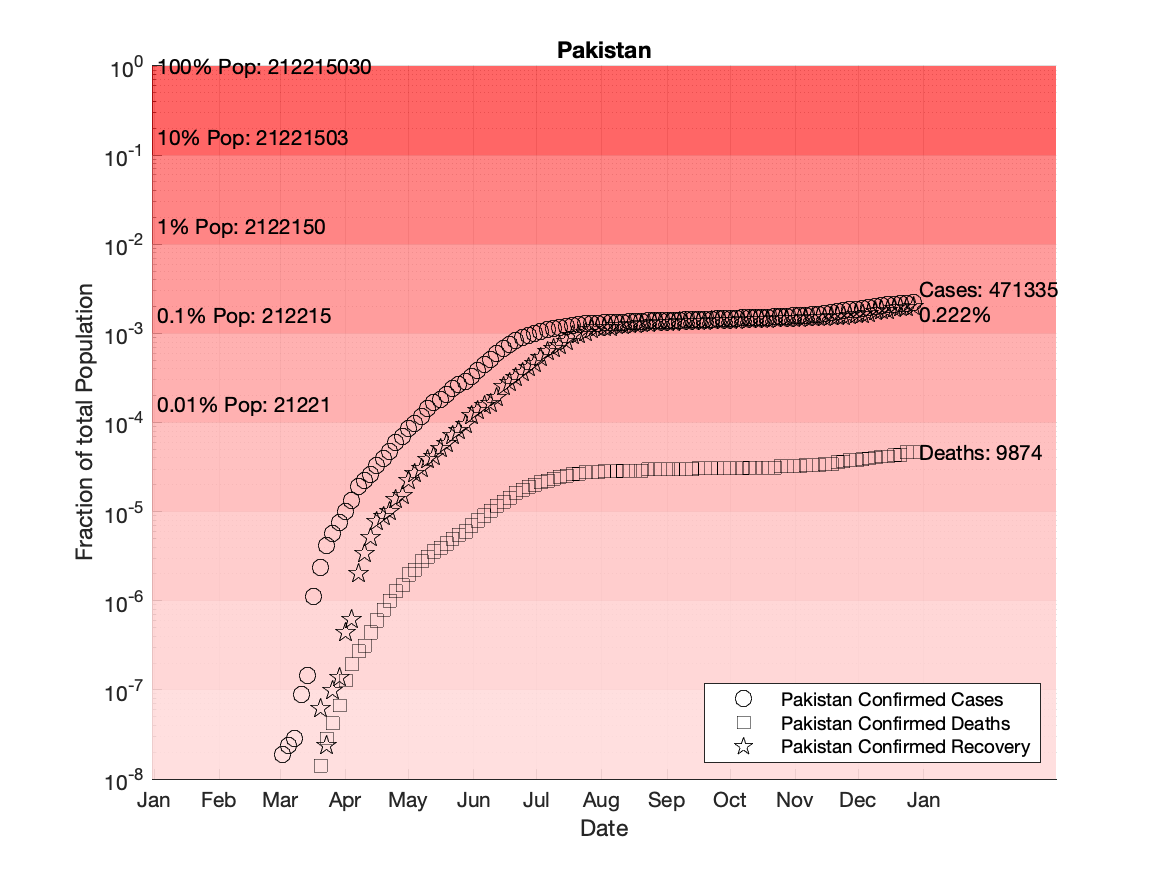 Pakistan
10^0
100% Pop: 212215030
10% Pop: 21221503
10^-1
1% Pop: 2122150
10^-2
Cases: 471335
0.1% Pop: 212215
0.222%
10^-3
0.01% Pop: 21221
10^-4
Deaths: 9874
10^-5
10^-6
10^-7
10^-8
Fraction of total Population
Pakistan Confirmed Cases
Pakistan Confirmed Deaths
Pakistan Confirmed Recovery
Jan Feb Mar Apr May Jun Jul Aug Sep Oct Nov Dec Jan
Date